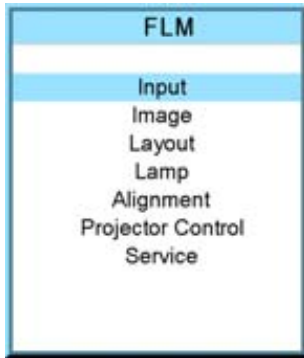 FLM
Input
Image
Layout
Lamp
Alignment
Projector Control
Service